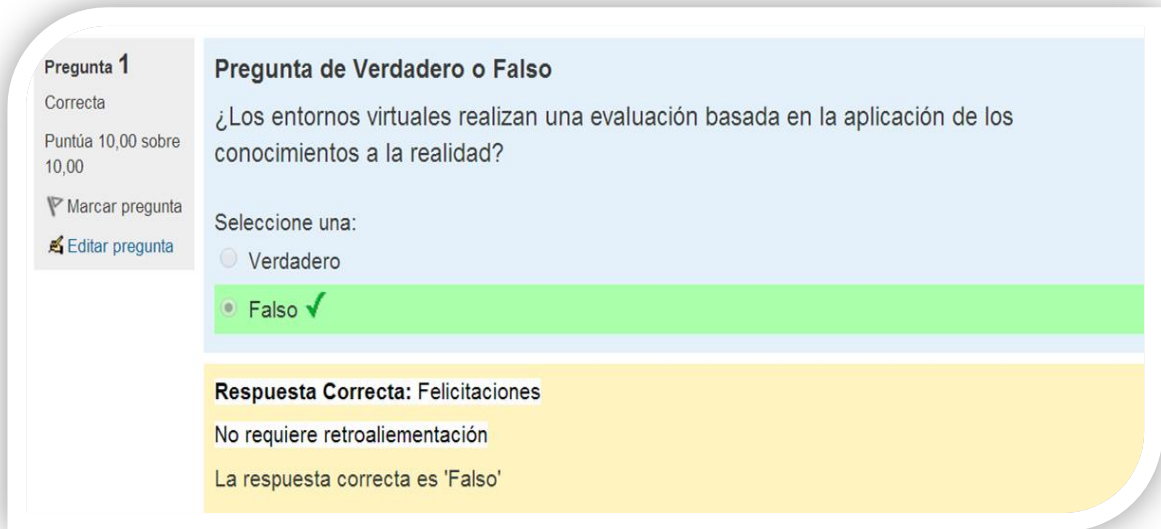 Pregunta 1
Correcta
Puntúa 10,00 sobre
10,00
Marcar pregunta
Editar pregunta
Pregunta de Verdadero o Falso
¿Los entornos virtuales realizan una evaluación basada en la aplicación de los
conocimientos a la realidad?
Seleccione una:
Verdadero
Falso
Respuesta Correcta: Felicitaciones
No requiere retroaliementación
La respuesta correcta es 'Falso'